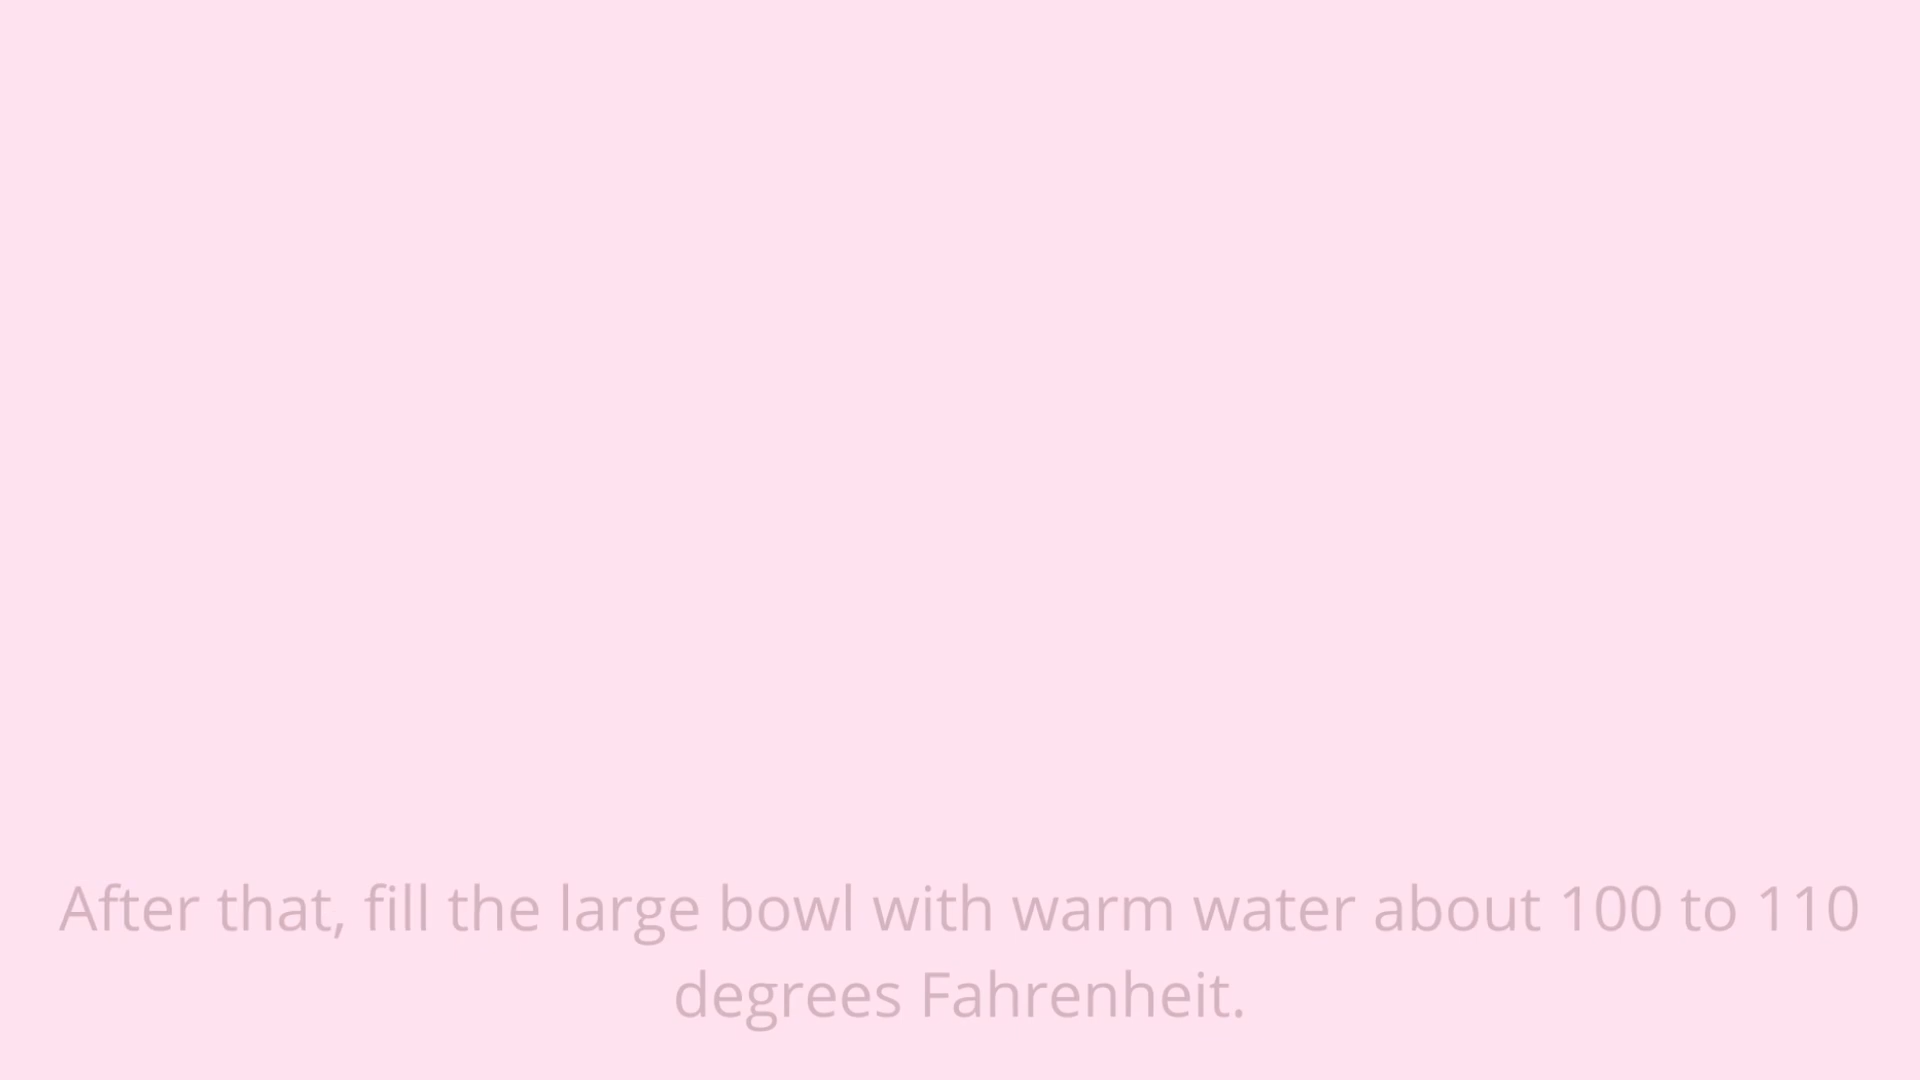 After that, fill the large bowl with warm water about 100 to 110
degrees Fahrenheit.